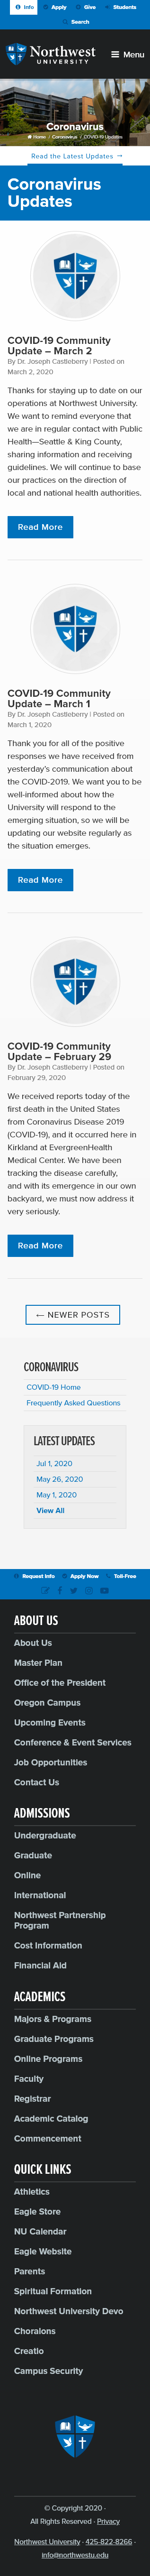 Info Apply Give Students
Search
Northwest
UNIVERSITY
Menu
Coronavirus
Home / Coronavirus / COVID-19 Updates
Read the Latest Updates →
Coronavirus
Updates
COVID-19 Community
Update – March 2
By Dr. Joseph Castleberry | Posted on
March 2, 2020
Thanks for staying up to date on our
operations at Northwest University.
We want to remind everyone that
we are in regular contact with Public
Health—Seattle & King County,
sharing information and receiving
guidelines. We will continue to base
our practices on the direction of
local and national health authorities.
Read More
COVID-19 Community
Update – March 1
By Dr. Joseph Castleberry | Posted on
March 1, 2020
Thank you for all of the positive
responses we have received from
yesterday's communication about
the COVID-2019. We want you to be
well-informed about how the
University will respond to the
emerging situation, so we will be
updating our website regularly as
the situation emerges.
Read More
COVID-19 Community
Update – February 29
By Dr. Joseph Castleberry | Posted on
February 29, 2020
We received reports today of the
first death in the United States
from Coronavirus Disease 2019
(COVID-19), and it occurred here in
Kirkland at EvergreenHealth
Medical Center. We have been
tracking the disease carefully,
and with its emergence in our own
backyard, we must now address it
very seriously.
Read More
← NEWER POSTS
CORONAVIRUS
COVID-19 Home
Frequently Asked Questions
LATEST UPDATES
Jul 1, 2020
May 26, 2020
May 1, 2020
View All
Request Info Apply Now Toll-Free
ABOUT US
About Us
Master Plan
Office of the President
Oregon Campus
Upcoming Events
Conference & Event Services
Job Opportunities
Contact Us
ADMISSIONS
Undergraduate
Graduate
Online
International
Northwest Partnership
Program
Cost Information
Financial Aid
ACADEMICS
Majors & Programs
Graduate Programs
Online Programs
Faculty
Registrar
Academic Catalog
Commencement
QUICK LINKS
Athletics
Eagle Store
NU Calendar
Eagle Website
Parents
Spiritual Formation
Northwest University Devo
Choralons
Creatio
Campus Security
© Copyright 2020 ·
All Rights Reserved · Privacy
Northwest University · 425-822-8266 ·
info@northwestu.edu